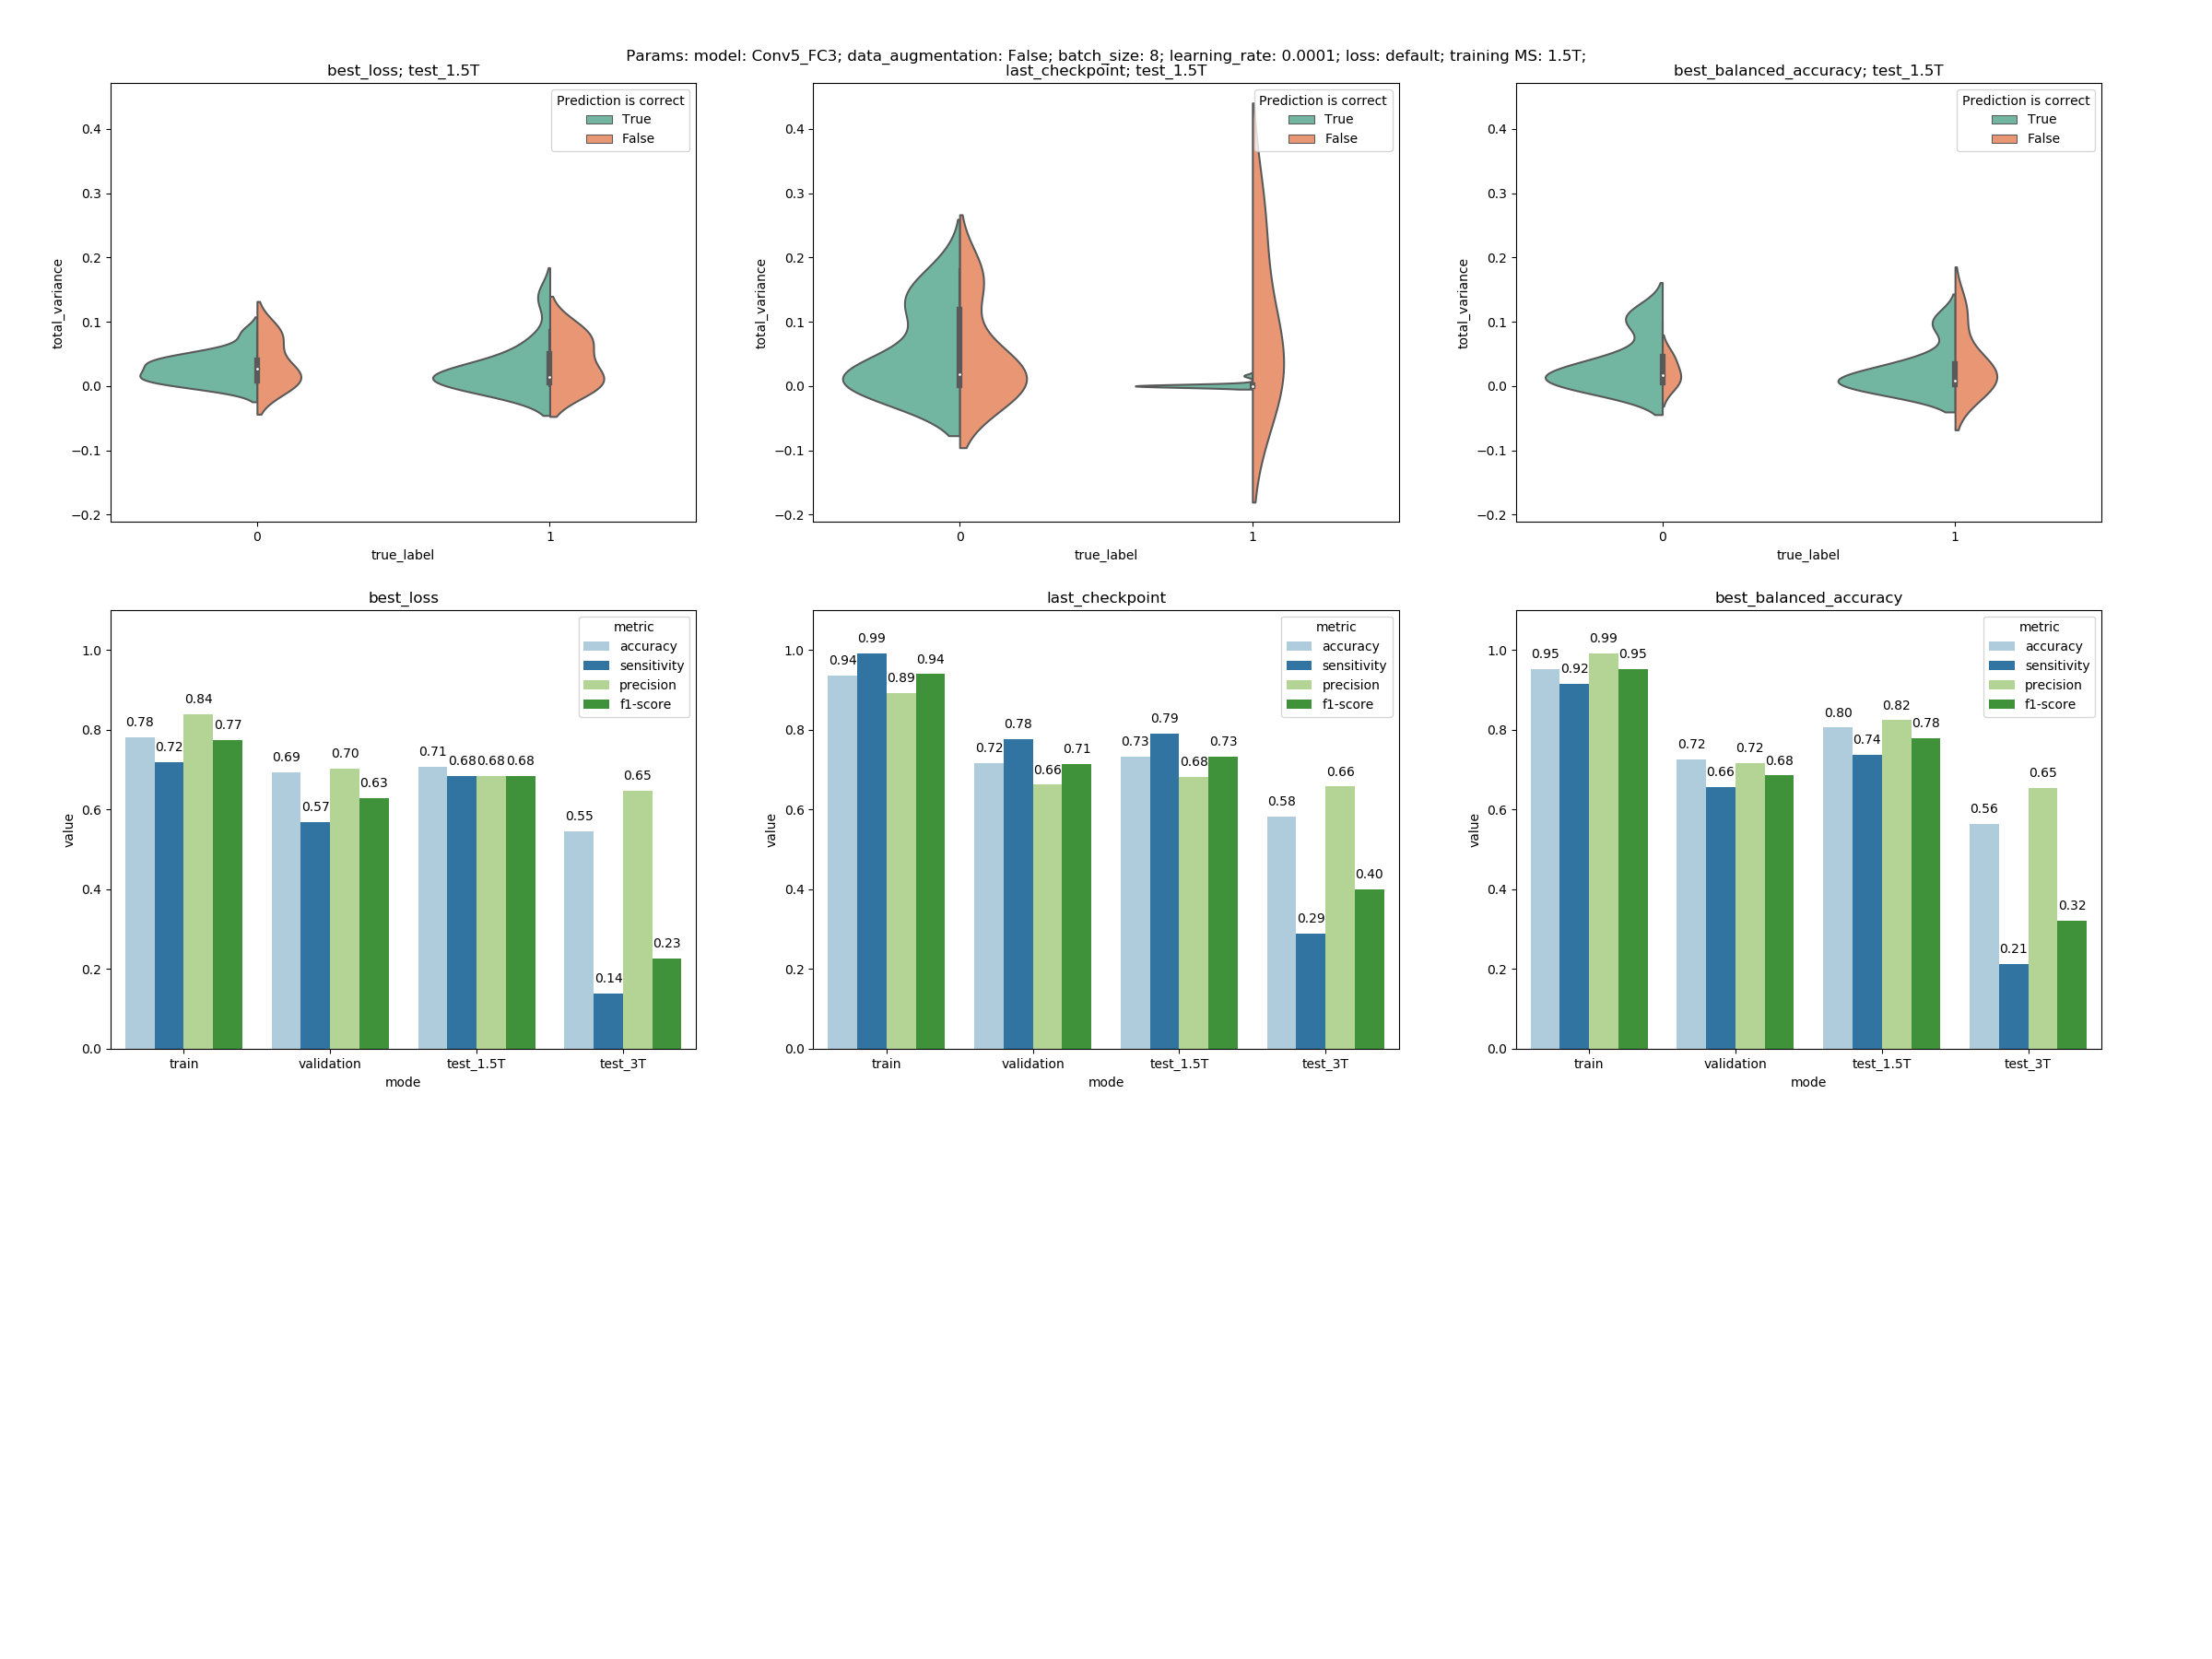 Params: model: Conv5_FC3; data_augmentation: False; batch_size: 8; learning_rate: 0.0001; loss: default; training MS: 1.5T;
best_loss; test_1.5T
Prediction is correct
True
False
0.4
0.3
0.2
0.1
0.0
−0.1
−0.2
total_variance
0 1
true_label
last_checkpoint; test_1.5T
Prediction is correct
True
False
0.4
0.3
0.2
0.1
0.0
−0.1
−0.2
total_variance
0 1
true_label
best_balanced_accuracy; test_1.5T
Prediction is correct
True
False
0.4
0.3
0.2
0.1
0.0
−0.1
−0.2
total_variance
0 1
true_label
best_loss
metric
accuracy
sensitivity
precision
f1-score
1.0
0.8
0.6
0.4
0.2
0.0
value
0.78 0.72 0.84 0.77
0.69 0.57 0.70 0.63
0.71 0.68 0.68 0.68
0.55 0.14 0.65 0.23
train validation test_1.5T test_3T
mode
last_checkpoint
metric
accuracy
sensitivity
precision
f1-score
1.0
0.8
0.6
0.4
0.2
0.0
value
0.94 0.99 0.89 0.94
0.72 0.78 0.66 0.71
0.73 0.79 0.68 0.73
0.58 0.29 0.66 0.40
train validation test_1.5T test_3T
mode
best_balanced_accuracy
metric
accuracy
sensitivity
precision
f1-score
1.0
0.8
0.6
0.4
0.2
0.0
value
0.95 0.92 0.99 0.95
0.72 0.66 0.72 0.68
0.80 0.74 0.82 0.78
0.56 0.21 0.65 0.32
train validation test_1.5T test_3T
mode